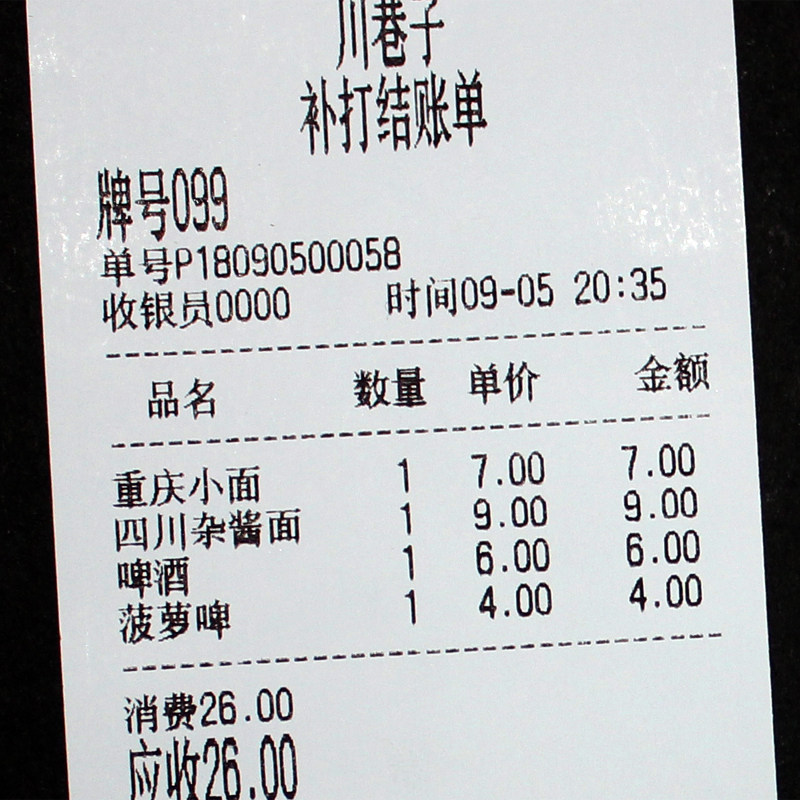 川巷子
补打结账单
牌号099
单号P18090500058
收银员0000 时间09-05 20:35
品名 数量 单价 金额
重庆小面 1 7.00 7.00
四川杂酱面 1 9.00 9.00
啤酒 1 6.00 6.00
菠萝啤 1 4.00 4.00
消费26.00
应收26.00